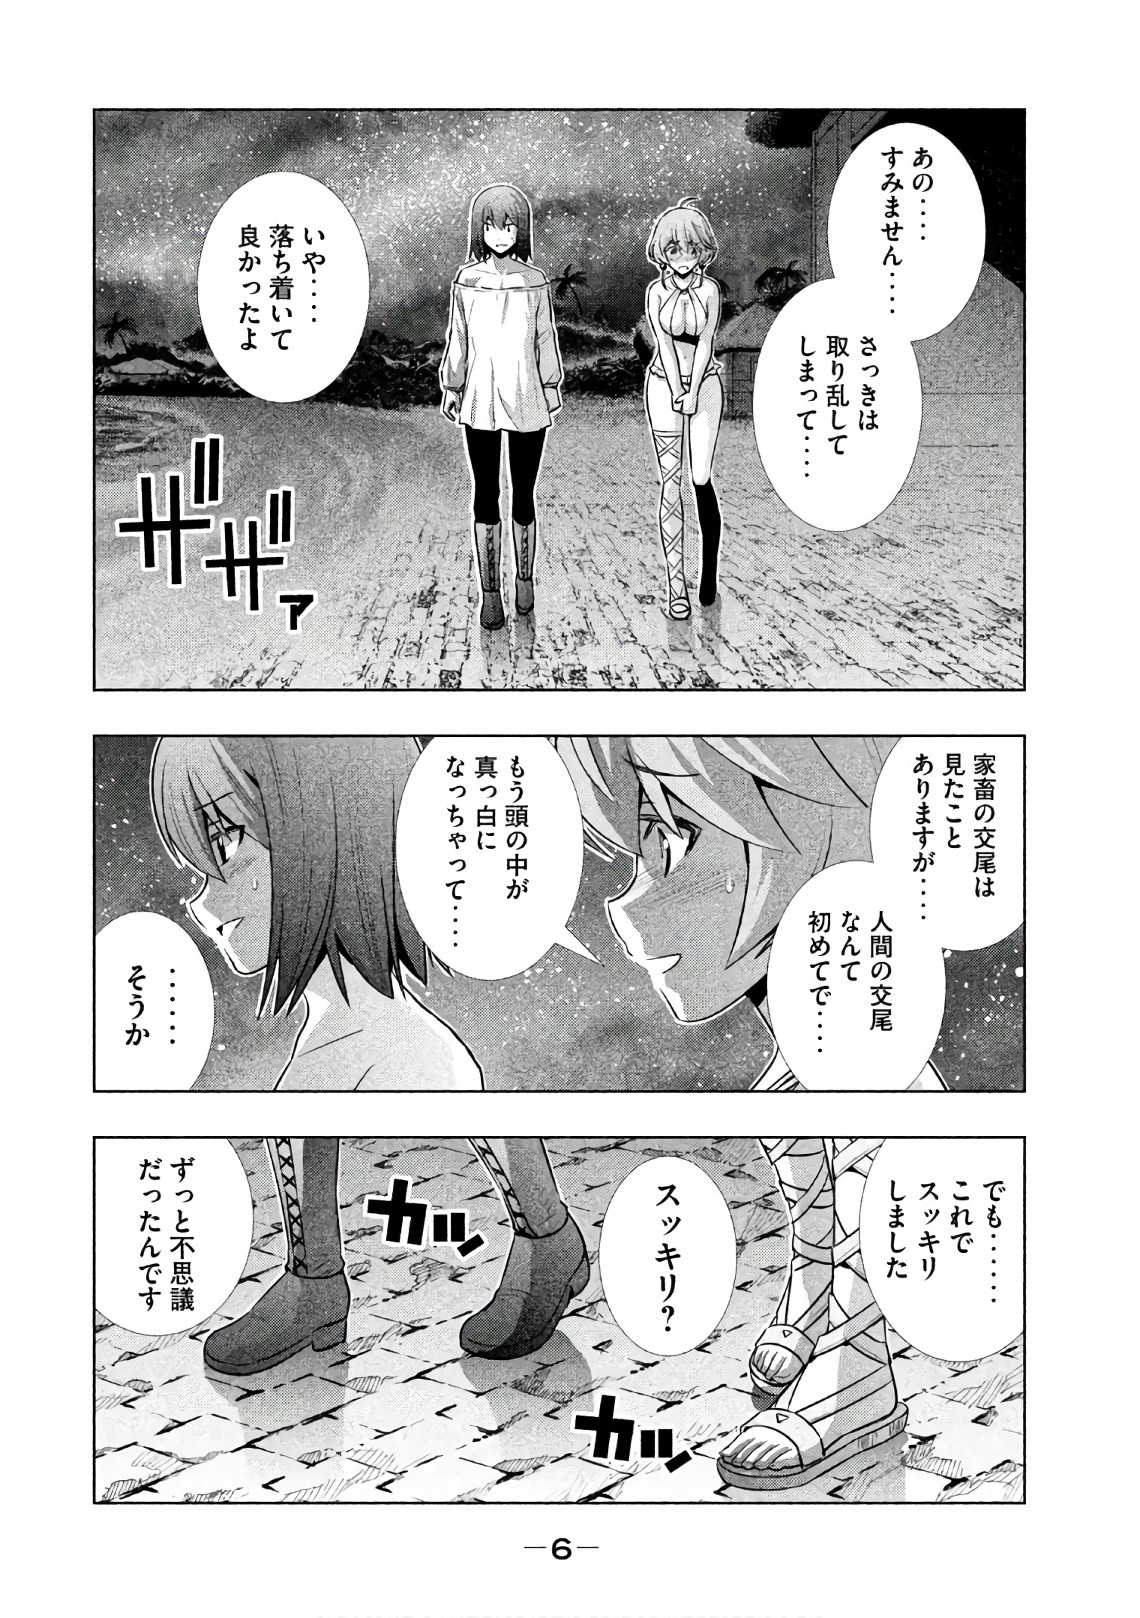 あの‥‥
すみません‥‥
さっきは
取り乱して
しまって‥‥
いや‥‥
落ち着いて
良かったよ
ザザァ
家畜の交尾は
見たこと
ありますが‥‥
人間の交尾
なんて
初めてで‥‥
もう頭の中が
真っ白に
なっちゃって‥‥
‥‥‥
そうか
でも‥‥‥
これで
スッキリ
しました
スッキリ?
カッ
カッ
ずっと不思議
だったんです
—6—